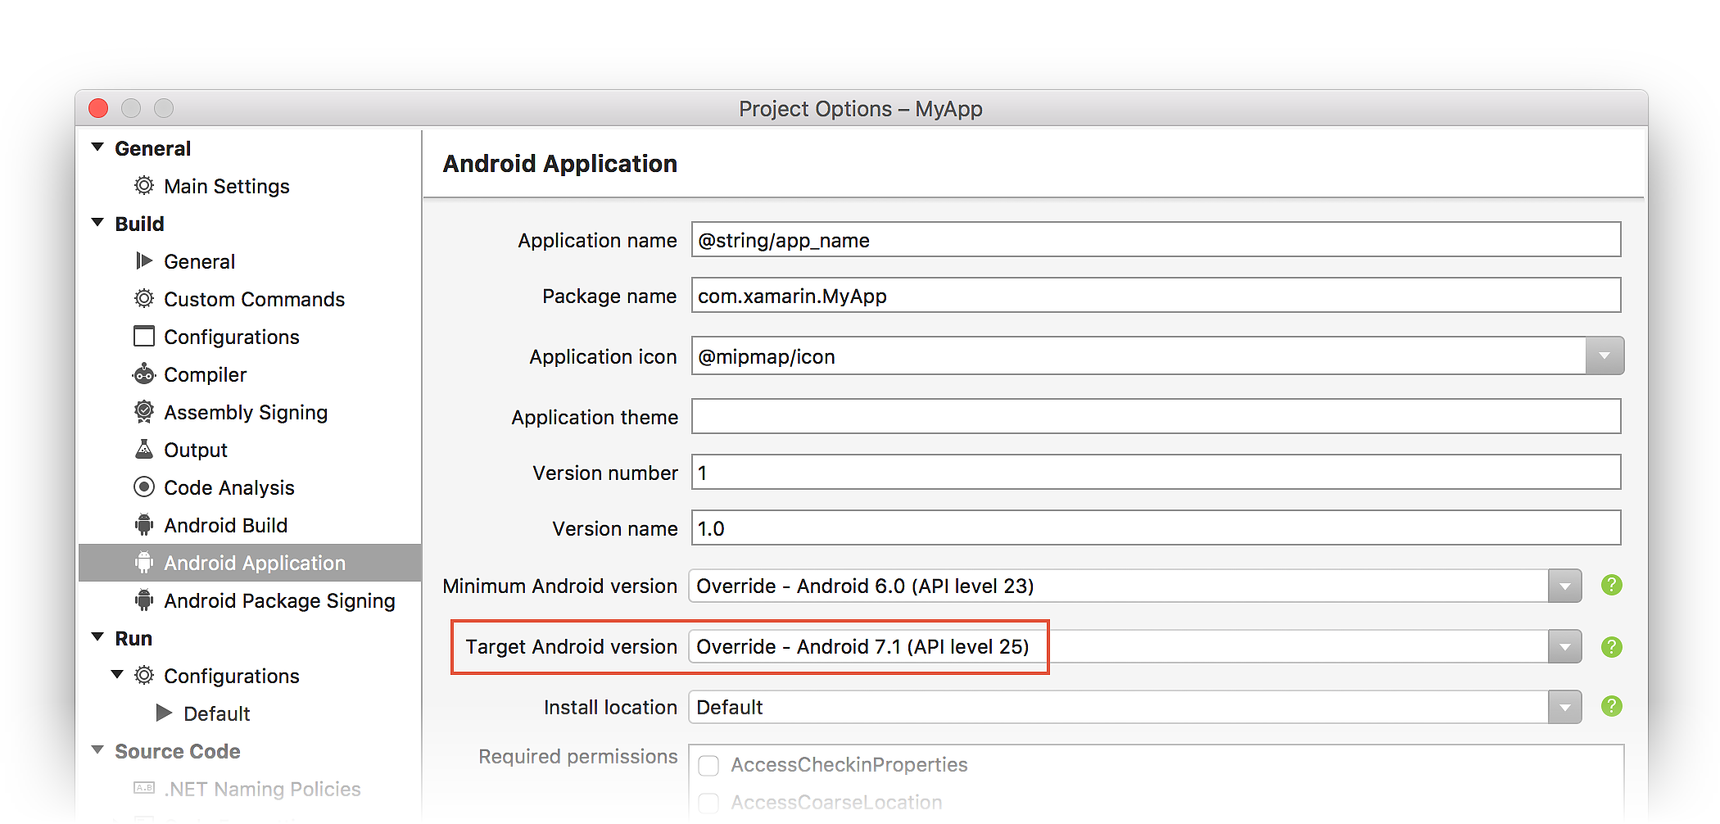 Project Options – MyApp
General
Main Settings
Build
General
Custom Commands
Configurations
Compiler
Assembly Signing
Output
Code Analysis
Android Build
Android Application
Android Package Signing
Run
Configurations
Default
Source Code
A.B .NET Naming Policies
Android Application
Application name @string/app_name
Package name com.xamarin.MyApp
Application icon @mipmap/icon
Application theme
Version number 1
Version name 1.0
Minimum Android version Override - Android 6.0 (API level 23) ?
Target Android version Override - Android 7.1 (API level 25) ?
Install location Default ?
Required permissions AccessCheckinProperties
AccessCoarseLocation